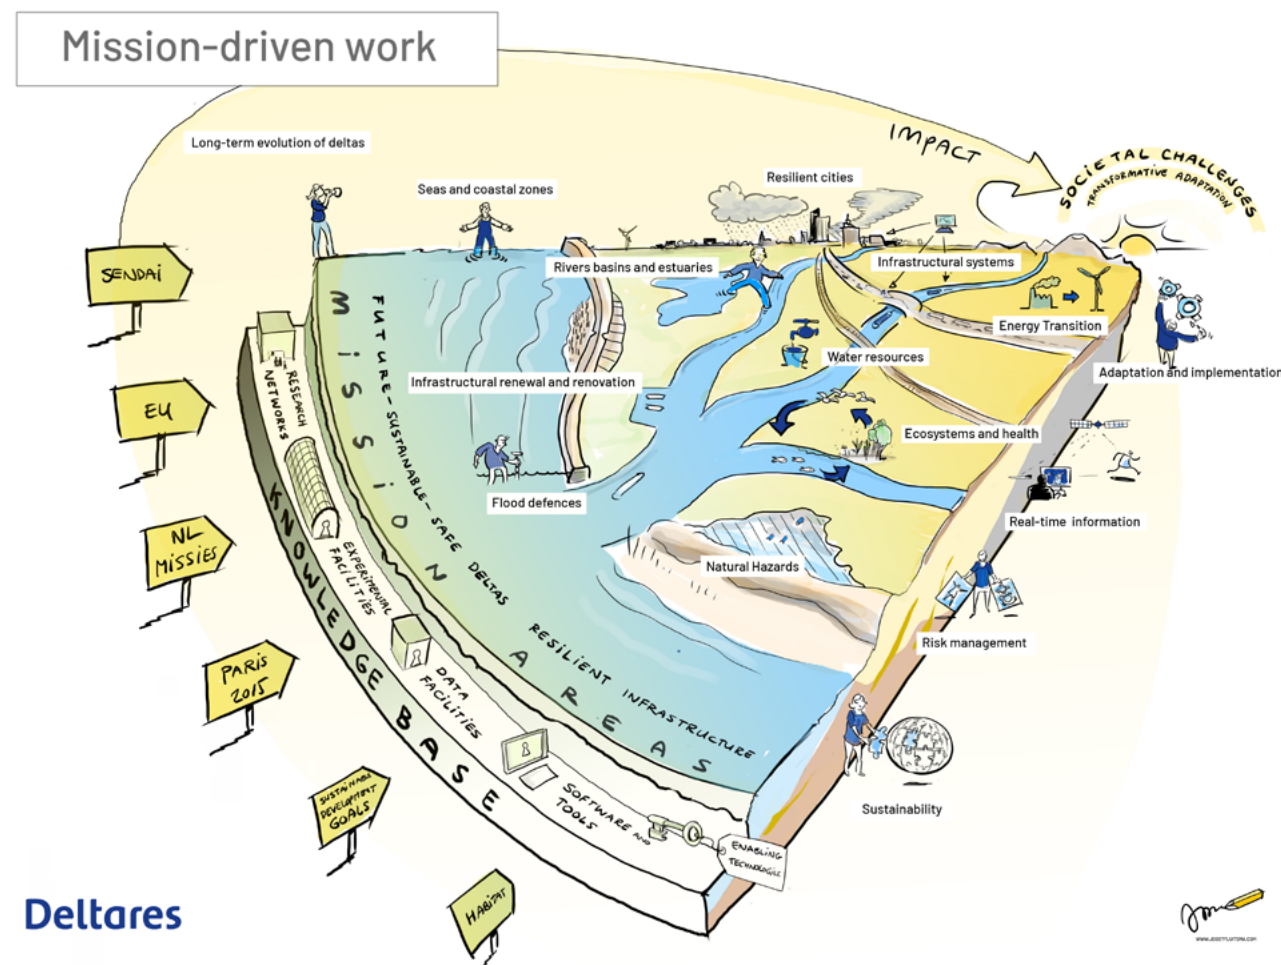 Mission-driven work
IMPACT
SOCIETAL CHALLENGES
TRANSFORMATIVE ADAPTATION
Long-term evolution of deltas
Seas and coastal zones
Resilient cities
Rivers basins and estuaries
Infrastructural systems
Energy Transition
Water resources
Infrastructural renewal and renovation
Adaptation and implementation
Ecosystems and health
Flood defences
Real-time information
Natural Hazards
Risk management
Sustainability
SENDAI
EU
NL
MISSIES
PARIS
2015
SUSTAINABLE
DEVELOPMENT
GOALS
HABITAT
MISSION AREAS
FUTURE-SUSTAINABLE-SAFE DELTAS
RESILIENT INFRASTRUCTURE
KNOWLEDGE BASE
RESEARCH
NETWORKS
EXPERIMENTAL
FACILITIES
DATA
FACILITIES
SOFTWARE AND
TOOLS
ENABLING
Deltares
WWW.JOOSTFLUITSMA.COM